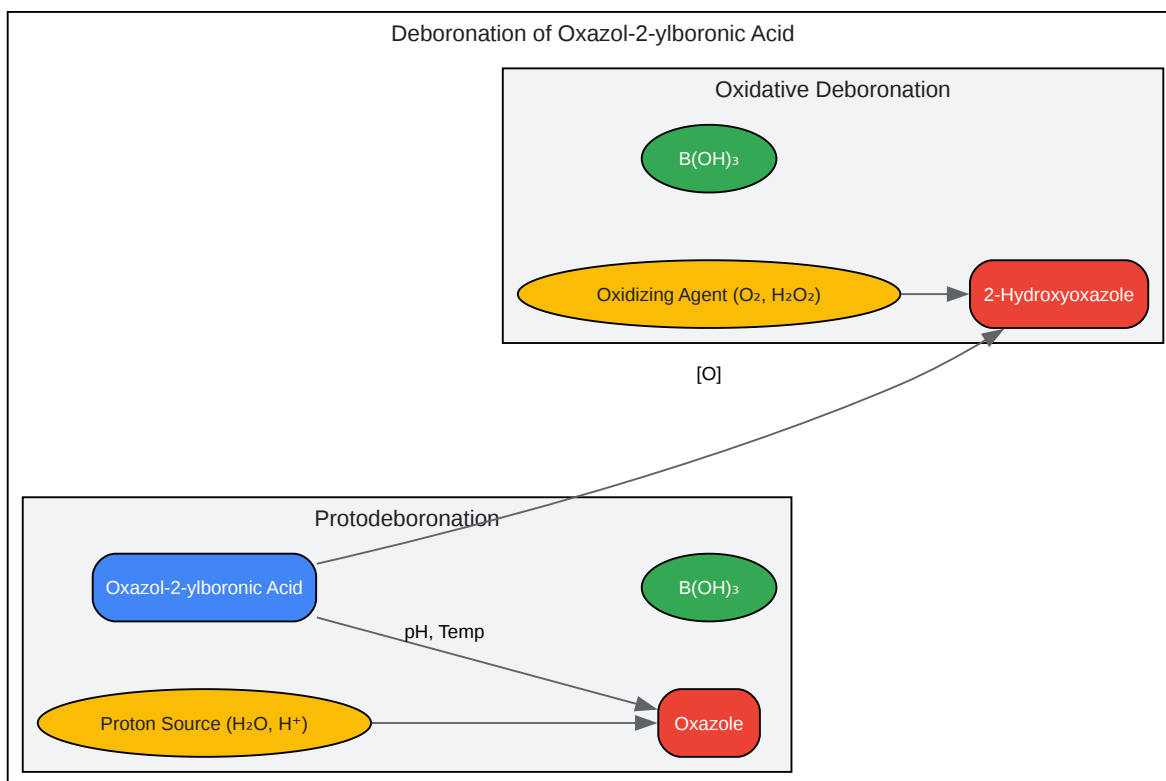 Deboronation of Oxazol-2-ylboronic Acid
Oxidative Deboronation
B(OH)₃
Oxidizing Agent (O₂, H₂O₂)
2-Hydroxyoxazole
[O]
Protodeboronation
Oxazol-2-ylboronic Acid
B(OH)₃
pH, Temp
Proton Source (H₂O, H⁺)
Oxazole